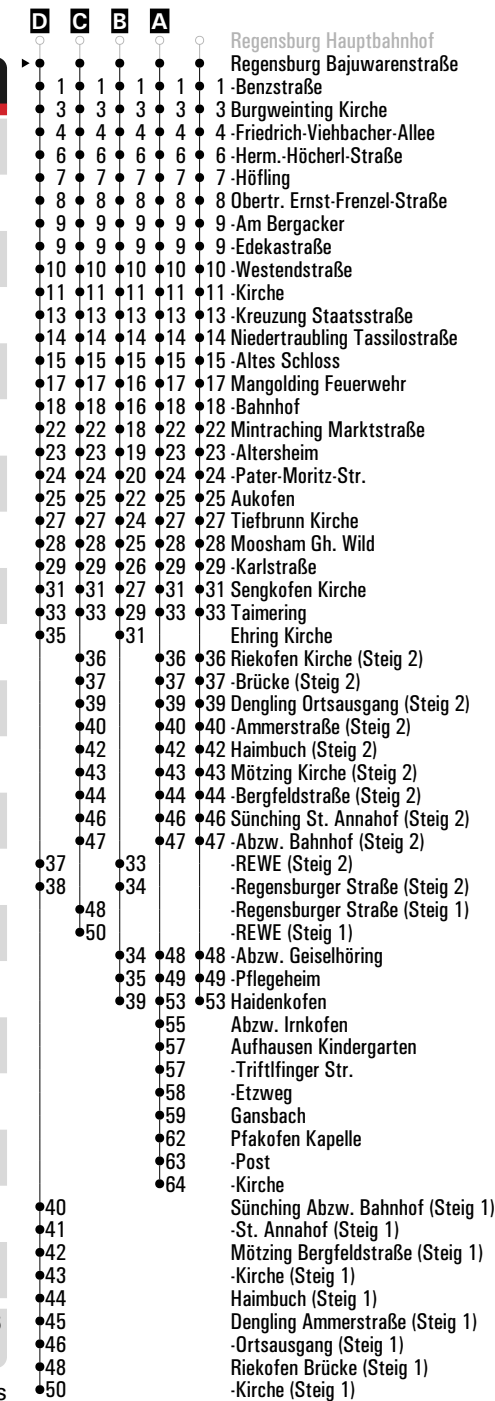 D C B A
Regensburg Hauptbahnhof
Regensburg Bajuwarenstraße
1 1 1 1 1 -Benzstraße
3 3 3 3 3 Burgweinting Kirche
4 4 4 4 4 -Friedrich-Viehbacher-Allee
6 6 6 6 6 -Herm.-Höcherl-Straße
7 7 7 7 7 -Höfling
8 8 8 8 8 Obertr. Ernst-Frenzel-Straße
9 9 9 9 9 -Am Bergacker
9 9 9 9 9 -Edekastraße
10 10 10 10 10 -Westendstraße
11 11 11 11 11 -Kirche
13 13 13 13 13 -Kreuzung Staatsstraße
14 14 14 14 14 Niedertraubling Tassilostraße
15 15 15 15 15 -Altes Schloss
17 17 16 17 17 Mangolding Feuerwehr
18 18 16 18 18 -Bahnhof
22 22 18 22 22 Mintraching Marktstraße
23 23 19 23 23 -Altersheim
24 24 20 24 24 -Pater-Moritz-Str.
25 25 22 25 25 Aukofen
27 27 24 27 27 Tiefbrunn Kirche
28 28 25 28 28 Moosham Gh. Wild
29 29 26 29 29 -Karlstraße
31 31 27 31 31 Sengkofen Kirche
33 33 29 33 33 Taimering
35 31 Ehring Kirche
36 36 36 Riekofen Kirche (Steig 2)
37 37 37 -Brücke (Steig 2)
39 39 39 Dengling Ortsausgang (Steig 2)
40 40 40 -Ammerstraße (Steig 2)
42 42 42 Haimbuch (Steig 2)
43 43 43 Mötzing Kirche (Steig 2)
44 44 44 -Bergfeldstraße (Steig 2)
46 46 46 Sünching St. Annahof (Steig 2)
47 47 47 -Abzw. Bahnhof (Steig 2)
37 33 -REWE (Steig 2)
38 34 -Regensburger Straße (Steig 2)
48 -Regensburger Straße (Steig 1)
50 -REWE (Steig 1)
34 48 48 -Abzw. Geiselhöring
35 49 49 -Pflegeheim
39 53 53 Haidenkofen
55 Abzw. Irnkofen
57 Aufhausen Kindergarten
57 -Triftlfinger Str.
58 -Etzweg
59 Gansbach
62 Pfakofen Kapelle
63 -Post
64 -Kirche
40 Sünching Abzw. Bahnhof (Steig 1)
41 -St. Annahof (Steig 1)
42 Mötzing Bergfeldstraße (Steig 1)
43 -Kirche (Steig 1)
44 Haimbuch (Steig 1)
45 Dengling Ammerstraße (Steig 1)
46 -Ortsausgang (Steig 1)
48 Riekofen Brücke (Steig 1)
50 -Kirche (Steig 1)